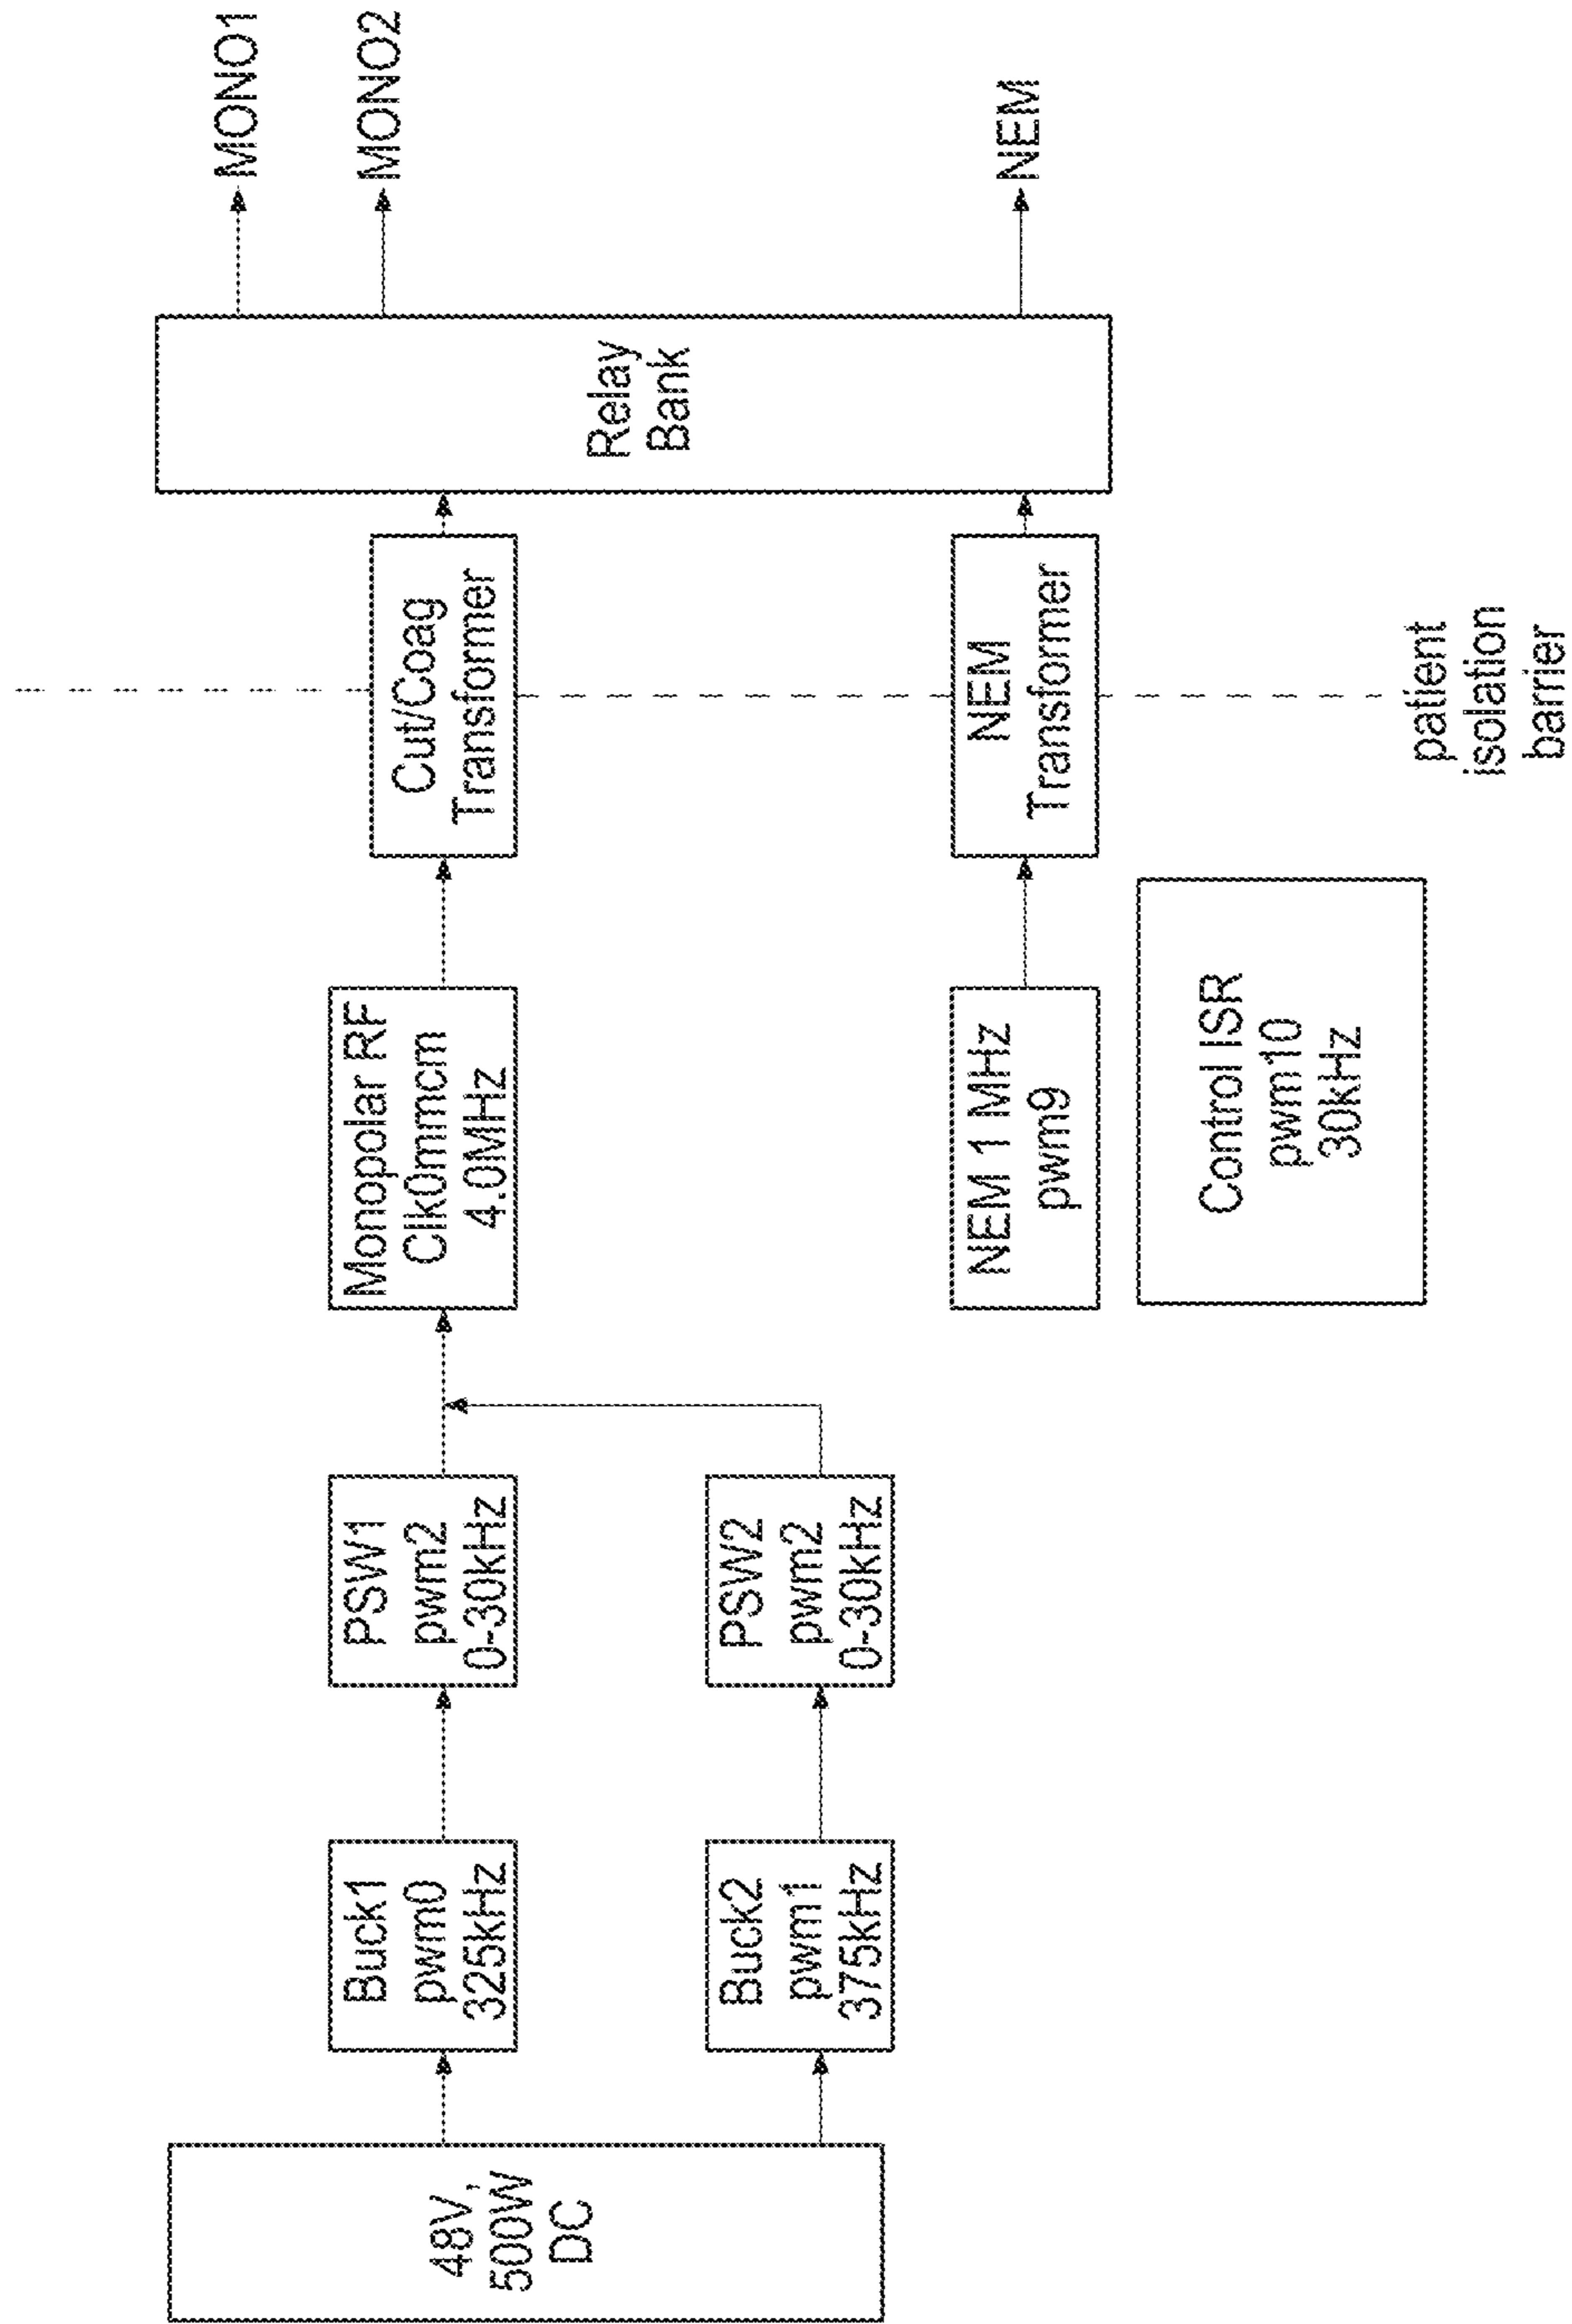 48V,
500W
DC
Buck1
pwm0
325kHz
Buck2
pwm1
375kHz
PSW1
pwm2
0-30kHz
PSW2
pwm2
0-30kHz
Monopolar RF
Clk0mmcm
4.0MHz
NEM 1 MHz
pwm9
Control ISR
pwm10
30kHz
Cut/Coag
Transformer
NEM
Transformer
patient
isolation
barrier
Relay
Bank
MONO1
MONO2
NEM